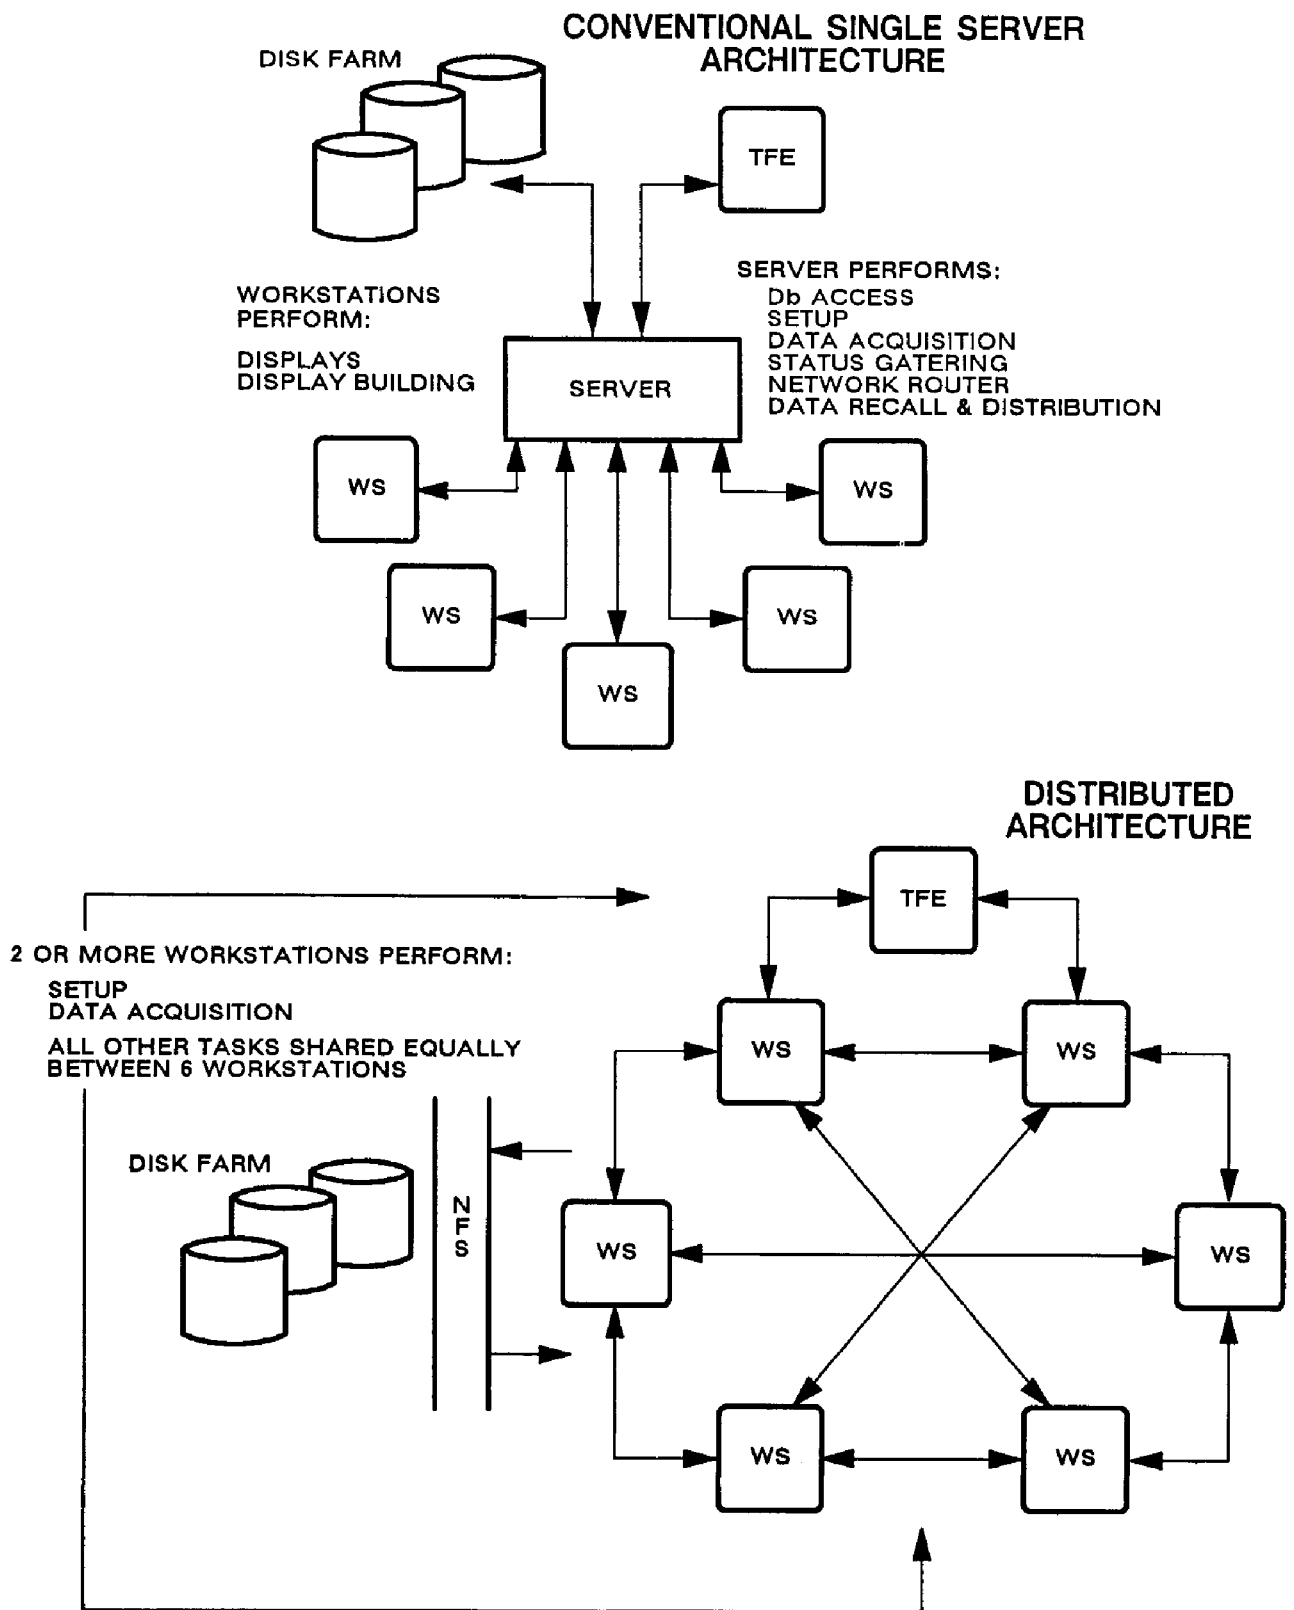 CONVENTIONAL SINGLE SERVER
ARCHITECTURE
DISK FARM
TFE
SERVER PERFORMS:
Db ACCESS
SETUP
DATA ACQUISITION
STATUS GATERING
NETWORK ROUTER
DATA RECALL & DISTRIBUTION
WORKSTATIONS
PERFORM:
DISPLAYS
DISPLAY BUILDING
SERVER
WS
WS
WS
WS
WS
DISTRIBUTED
ARCHITECTURE
TFE
2 OR MORE WORKSTATIONS PERFORM:
SETUP
DATA ACQUISITION
ALL OTHER TASKS SHARED EQUALLY
BETWEEN 6 WORKSTATIONS
WS
WS
DISK FARM
N
F
S
WS
WS
WS
WS